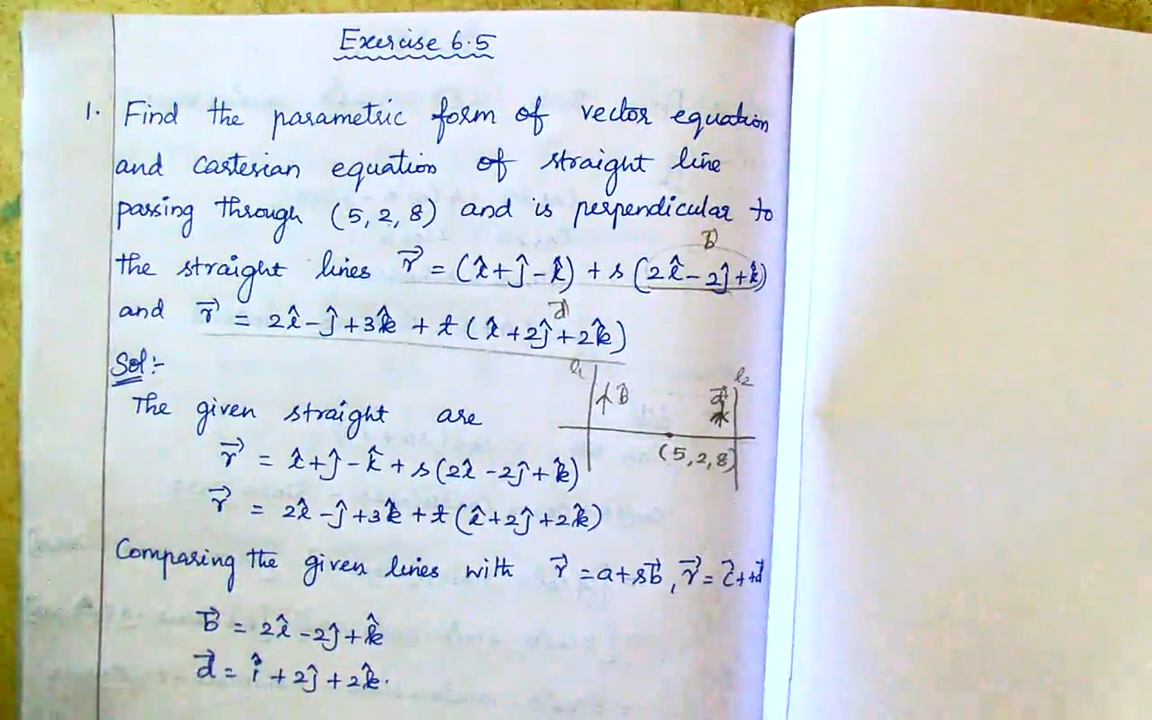 Exercise 6.5
1. Find the parametric form of vector equation
and castesian equation of straight line
passing through (5, 2, 8) and is perpendicular to
b⃗
the straight lines r⃗ = (î+ĵ-k̂) + s (2î-2ĵ+k̂)
d⃗
and r⃗ = 2î-ĵ+3k̂ + t (î+2ĵ+2k̂)
Sol:-
l₁ b⃗ d⃗ l₂
The given straight are
(5,2,8)
r⃗ = î+ĵ-k̂ + s(2î-2ĵ+k̂)
r⃗ = 2î-ĵ+3k̂ + t(î+2ĵ+2k̂)
Comparing the given lines with r⃗ = a+sb⃗, r⃗ = c⃗+td⃗
b⃗ = 2î-2ĵ+k̂
d⃗ = î+2ĵ+2k̂.